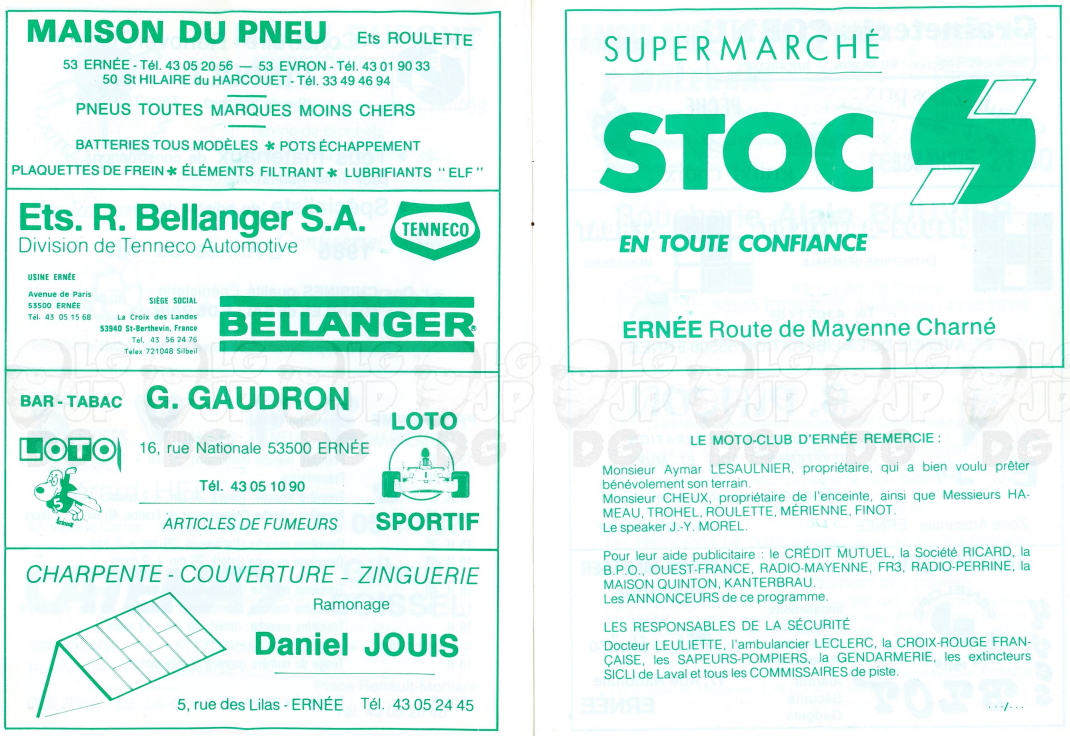 MAISON DU PNEU Ets ROULETTE
53 ERNÉE - Tél. 43 05 20 56 — 53 EVRON - Tél. 43 01 90 33
50 St HILAIRE du HARCOUET - Tél. 33 49 46 94
PNEUS TOUTES MARQUES MOINS CHERS
BATTERIES TOUS MODÈLES * POTS ÉCHAPPEMENT
PLAQUETTES DE FREIN * ÉLÉMENTS FILTRANT * LUBRIFIANTS "ELF"
Ets. R. Bellanger S.A.
Division de Tenneco Automotive
TENNECO
USINE ERNÉE
Avenue de Paris
53500 ERNÉE
Tél. 43 05 15 68
SIÈGE SOCIAL
La Croix des Landes
53940 St-Berthevin, France
Tél. 43 56 24 76
Télex 721048 Silbeil
BELLANGER®
BAR - TABAC G. GAUDRON
LOTO
16, rue Nationale 53500 ERNÉE
Tél. 43 05 10 90
ARTICLES DE FUMEURS
LOTO
SPORTIF
CHARPENTE - COUVERTURE - ZINGUERIE
Ramonage
Daniel JOUIS
5, rue des Lilas - ERNÉE Tél. 43 05 24 45
SUPERMARCHÉ
STOC
EN TOUTE CONFIANCE
ERNÉE Route de Mayenne Charné
LE MOTO-CLUB D'ERNÉE REMERCIE :
Monsieur Aymar LESAULNIER, propriétaire, qui a bien voulu prêter
bénévolement son terrain.
Monsieur CHEUX, propriétaire de l'enceinte, ainsi que Messieurs HA-
MEAU, TROHEL, ROULETTE, MÉRIENNE, FINOT.
Le speaker J.-Y. MOREL.
Pour leur aide publicitaire : le CRÉDIT MUTUEL, la Société RICARD, la
B.P.O., OUEST-FRANCE, RADIO-MAYENNE, FR3, RADIO-PERRINE, la
MAISON QUINTON, KANTERBRAU.
Les ANNONCEURS de ce programme.
LES RESPONSABLES DE LA SÉCURITÉ
Docteur LEULIETTE, l'ambulancier LECLERC, la CROIX-ROUGE FRAN-
ÇAISE, les SAPEURS-POMPIERS, la GENDARMERIE, les extincteurs
SICLI de Laval et tous les COMMISSAIRES de piste.
.../...
LG JP DG